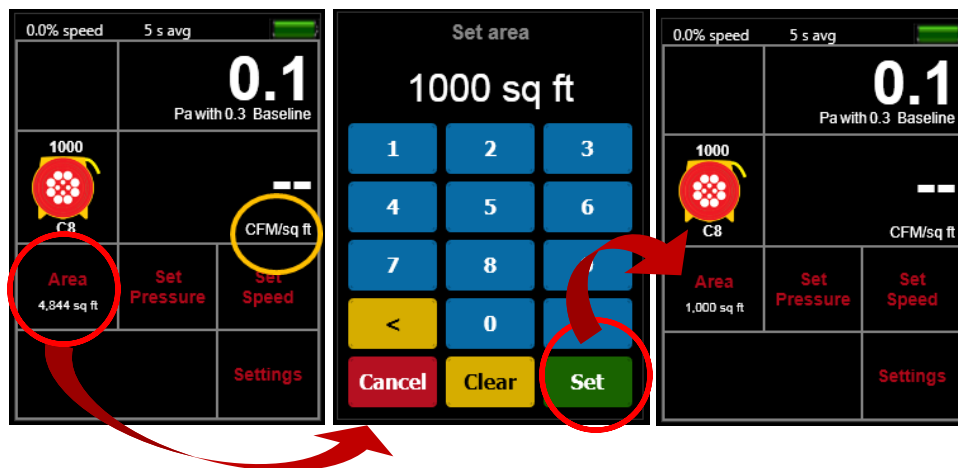 0.0% speed 5 s avg
0.1
Pa with 0.3 Baseline
1000
C8
--
CFM/sq ft
Area
4,844 sq ft
Set
Pressure
Set
Speed
Settings
Set area
1000 sq ft
1 2 3
4 5 6
7 8
< 0
Cancel Clear Set
0.0% speed 5 s avg
0.1
Pa with 0.3 Baseline
1000
C8
--
CFM/sq ft
Area
1,000 sq ft
Set
Pressure
Set
Speed
Settings